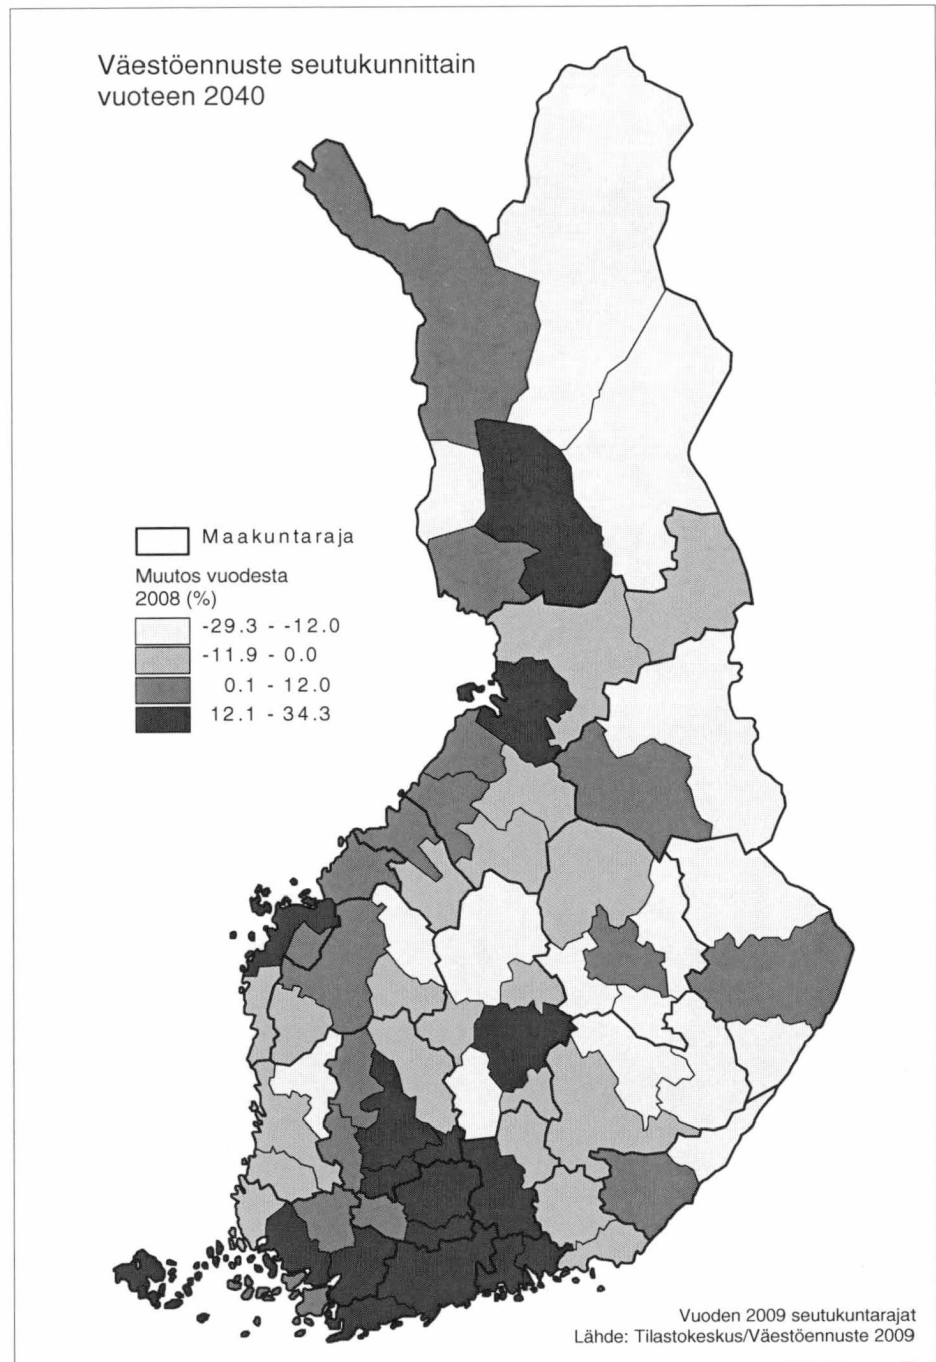 Väestöennuste seutukunnittain
vuoteen 2040
Maakuntaraja
Muutos vuodesta
2008 (%)
-29.3 - -12.0
-11.9 - 0.0
0.1 - 12.0
12.1 - 34.3
Vuoden 2009 seutukuntarajat
Lähde: Tilastokeskus/Väestöennuste 2009